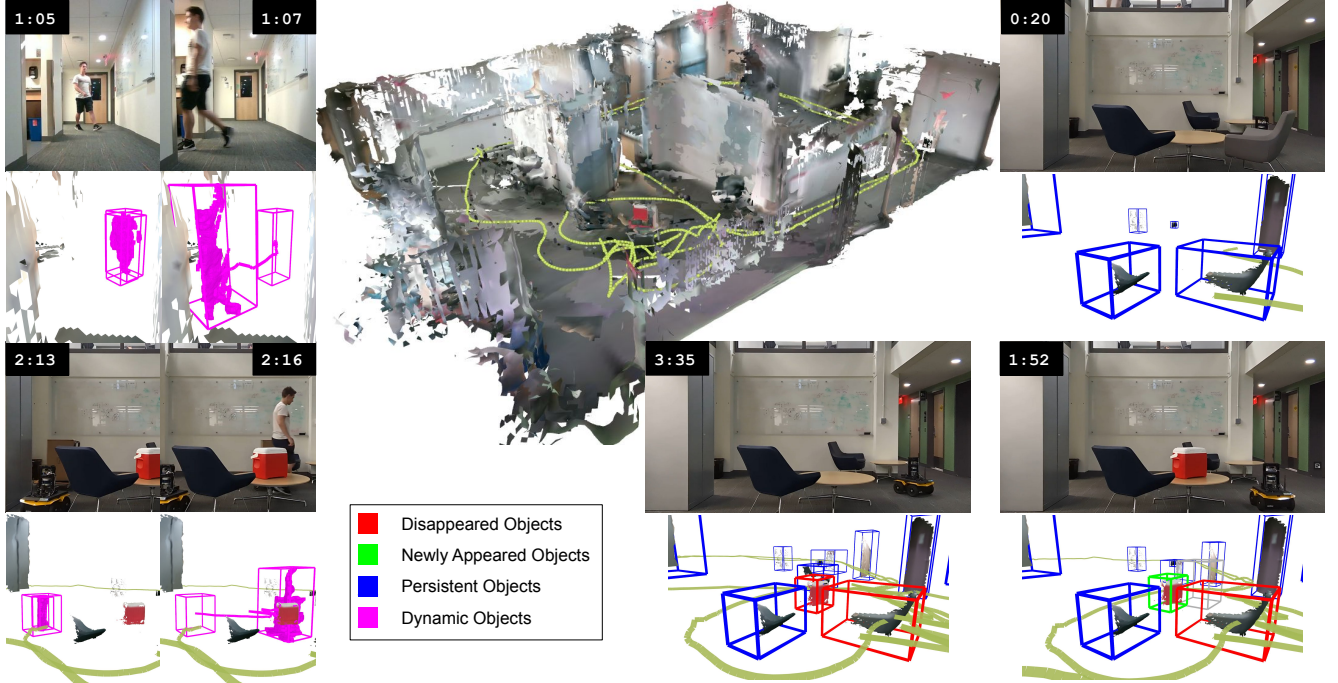 1:05
1:07
0:20
2:13
2:16
3:35
1:52
Disappeared Objects
Newly Appeared Objects
Persistent Objects
Dynamic Objects